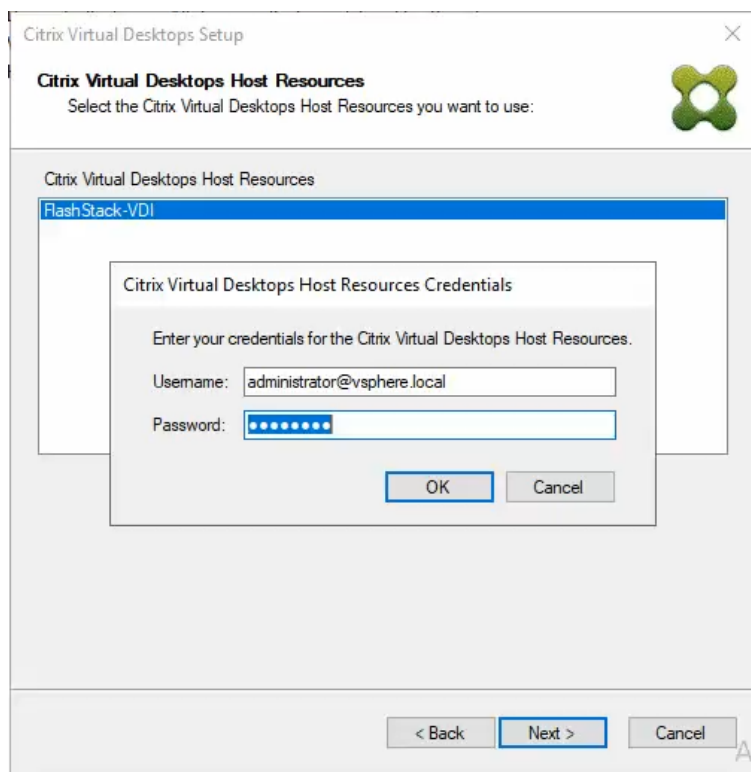 Citrix Virtual Desktops Setup
Citrix Virtual Desktops Host Resources
Select the Citrix Virtual Desktops Host Resources you want to use:
Citrix Virtual Desktops Host Resources
FlashStack-VDI
Citrix Virtual Desktops Host Resources Credentials
Enter your credentials for the Citrix Virtual Desktops Host Resources.
Username: administrator@vsphere.local
Password: ●●●●●●●●
OK Cancel
< Back Next > Cancel
A